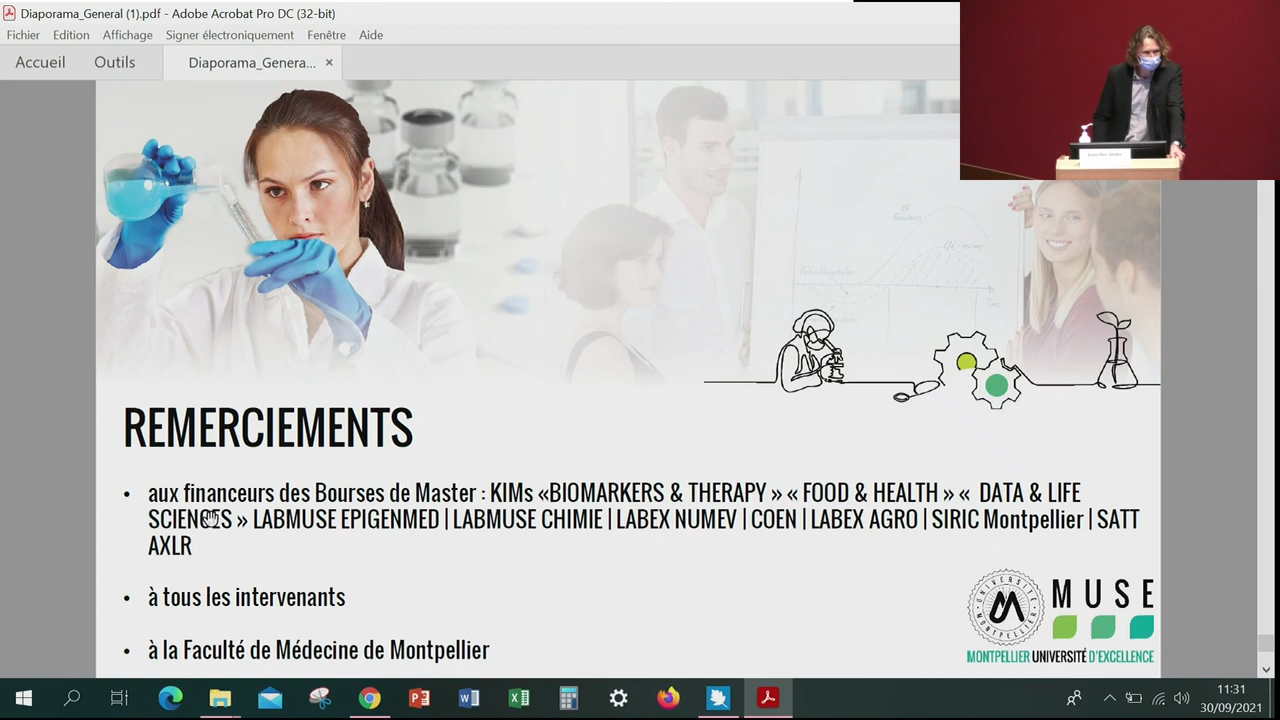 Diaporama_General (1).pdf - Adobe Acrobat Pro DC (32-bit)
Fichier Edition Affichage Signer électroniquement Fenêtre Aide
Accueil Outils Diaporama_Genera... ×
REMERCIEMENTS
• aux financeurs des Bourses de Master : KIMs «BIOMARKERS & THERAPY » « FOOD & HEALTH » « DATA & LIFE
SCIENCES » LABMUSE EPIGENMED | LABMUSE CHIMIE | LABEX NUMEV | COEN | LABEX AGRO | SIRIC Montpellier | SATT
AXLR
• à tous les intervenants
• à la Faculté de Médecine de Montpellier
UNIVERSITÉ MONTPELLIER
MUSE
MONTPELLIER UNIVERSITÉ D'EXCELLENCE
11:31
30/09/2021